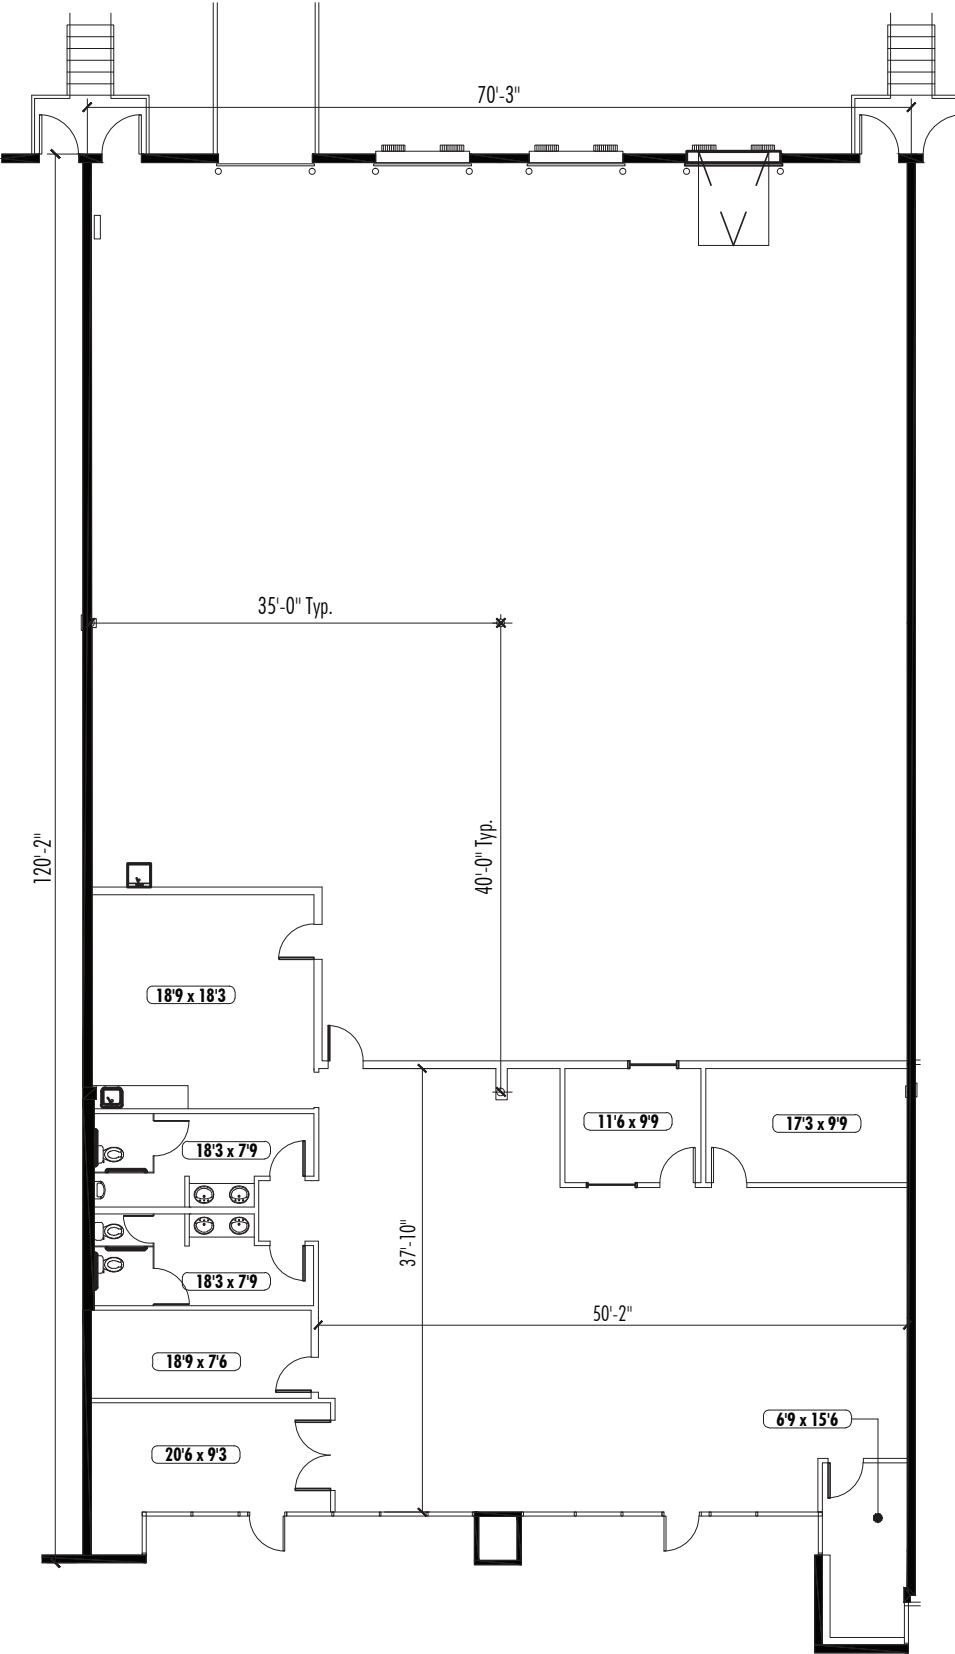 70'-3"
35'-0" Typ.
120'-2"
40'-0" Typ.
18'9 x 18'3
11'6 x 9'9
17'3 x 9'9
18'3 x 7'9
37'-10"
18'3 x 7'9
50'-2"
18'9 x 7'6
6'9 x 15'6
20'6 x 9'3